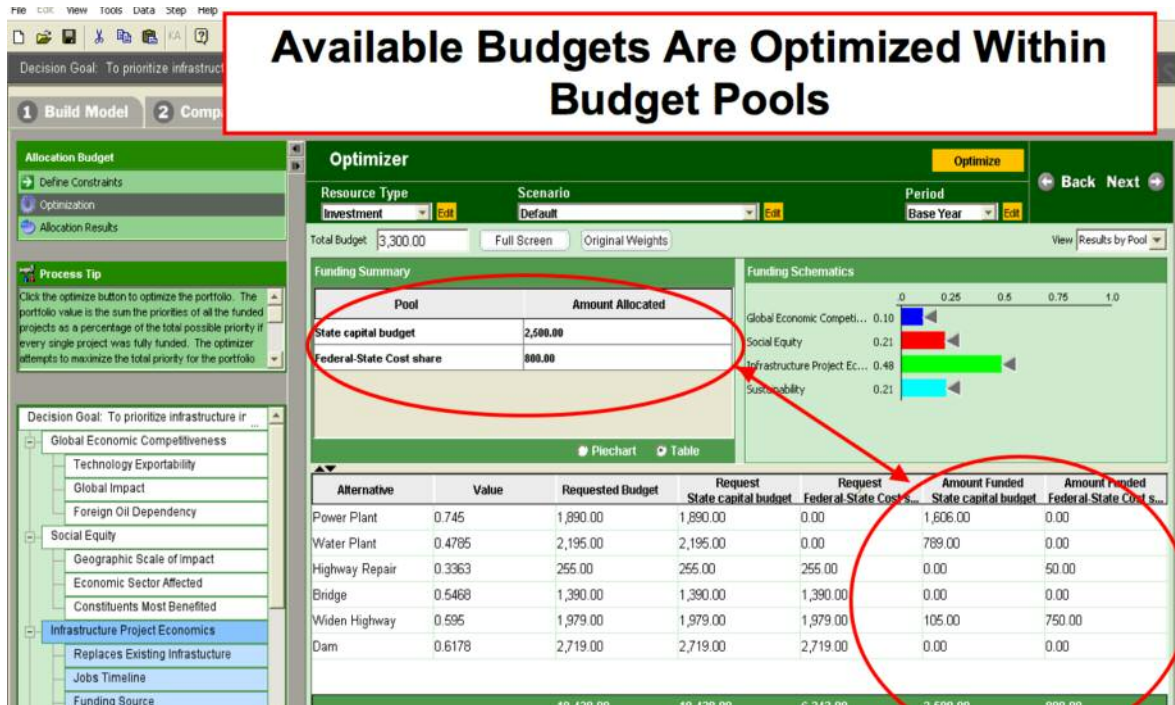 File Edit View Tools Data Step Help
Available Budgets Are Optimized Within
Budget Pools
Decision Goal: To prioritize infrastruct
1 Build Model 2 Comp
Allocation Budget
Define Constraints
Optimization
Allocation Results
Process Tip
Click the optimize button to optimize the portfolio. The
portfolio value is the sum the priorities of all the funded
projects as a percentage of the total possible priority if
every single project was fully funded. The optimizer
attempts to maximize the total priority for the portfolio
Decision Goal: To prioritize infrastructure ir
...
Global Economic Competitiveness
Technology Exportability
Global Impact
Foreign Oil Dependency
Social Equity
Geographic Scale of Impact
Economic Sector Affected
Constituents Most Benefited
Infrastructure Project Economics
Replaces Existing Infrastucture
Jobs Timeline
Funding Source
Optimizer
Optimize
Back Next
Resource Type Scenario Period
Investment Edit Default Edit Base Year Edit
Total Budget 3,300.00 Full Screen Original Weights View Results by Pool
Funding Summary
Pool Amount Allocated
State capital budget 2,500.00
Federal-State Cost share 800.00
Piechart Table
Funding Schematics
.0 0.25 0.5 0.75 1.0
Global Economic Competi... 0.10
Social Equity 0.21
Infrastructure Project Ec... 0.48
Sustainability 0.21
Alternative Value Requested Budget Request State capital budget Request Federal-State Cost s... Amount Funded State capital budget Amount Funded Federal-State Cost s...
Power Plant 0.745 1,890.00 1,890.00 0.00 1,606.00 0.00
Water Plant 0.4785 2,195.00 2,195.00 0.00 789.00 0.00
Highway Repair 0.3363 255.00 255.00 255.00 0.00 50.00
Bridge 0.5468 1,390.00 1,390.00 1,390.00 0.00 0.00
Widen Highway 0.595 1,979.00 1,979.00 1,979.00 105.00 750.00
Dam 0.6178 2,719.00 2,719.00 2,719.00 0.00 0.00